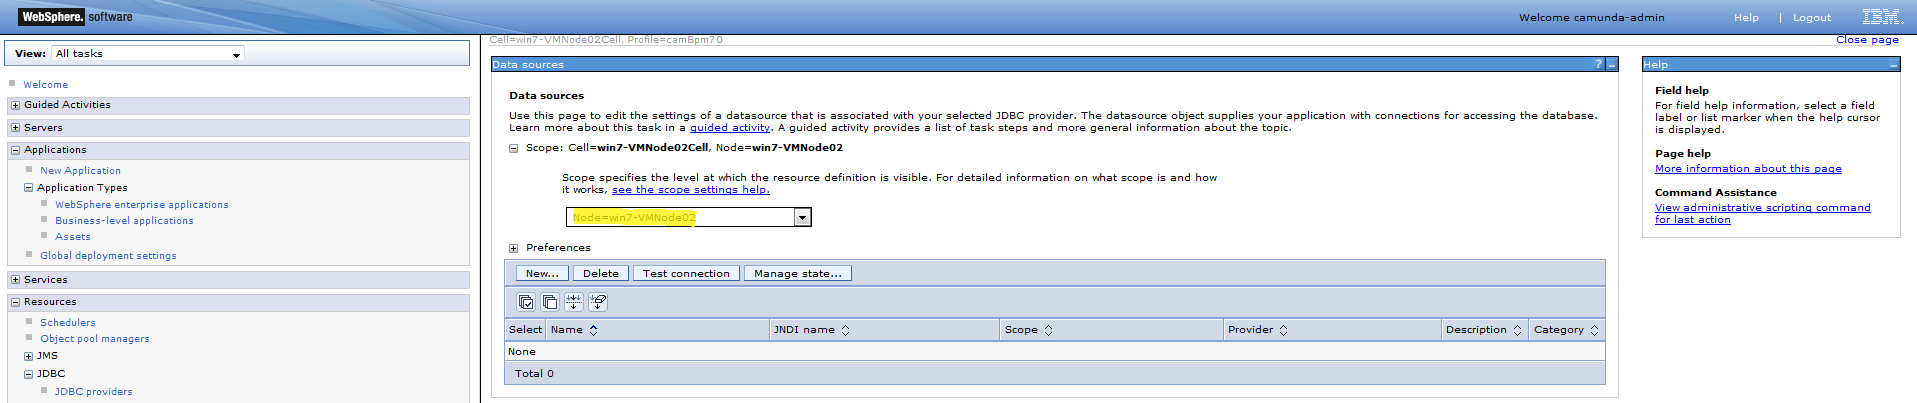 WebSphere. software
Welcome camunda-admin
Help | Logout
IBM.
View: All tasks
Welcome
Guided Activities
Servers
Applications
New Application
Application Types
WebSphere enterprise applications
Business-level applications
Assets
Global deployment settings
Services
Resources
Schedulers
Object pool managers
JMS
JDBC
JDBC providers
Cell=win7-VMNode02Cell, Profile=camBpm70
Close page
Data sources
?
Data sources
Use this page to edit the settings of a datasource that is associated with your selected JDBC provider. The datasource object supplies your application with connections for accessing the database.
Learn more about this task in a guided activity. A guided activity provides a list of task steps and more general information about the topic.
Scope: Cell=win7-VMNode02Cell, Node=win7-VMNode02
Scope specifies the level at which the resource definition is visible. For detailed information on what scope is and how
it works, see the scope settings help.
Node=win7-VMNode02
Preferences
New... Delete Test connection Manage state...
Select Name JNDI name Scope Provider Description Category
None
Total 0
Help
Field help
For field help information, select a field
label or list marker when the help cursor
is displayed.
Page help
More information about this page
Command Assistance
View administrative scripting command
for last action